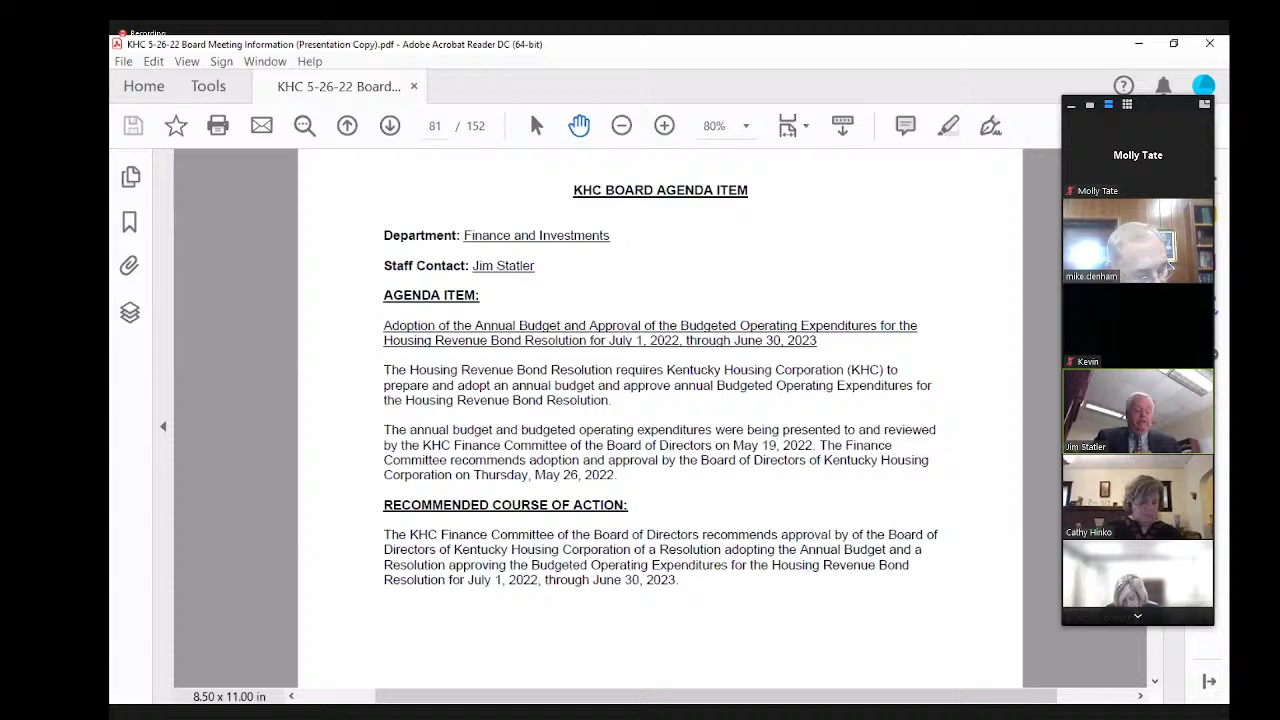 Recording
KHC 5-26-22 Board Meeting Information (Presentation Copy).pdf - Adobe Acrobat Reader DC (64-bit)
File Edit View Sign Window Help
Home Tools KHC 5-26-22 Board... ×
81 / 152 80%
KHC BOARD AGENDA ITEM
Department: Finance and Investments
Staff Contact: Jim Statler
AGENDA ITEM:
Adoption of the Annual Budget and Approval of the Budgeted Operating Expenditures for the
Housing Revenue Bond Resolution for July 1, 2022, through June 30, 2023
The Housing Revenue Bond Resolution requires Kentucky Housing Corporation (KHC) to
prepare and adopt an annual budget and approve annual Budgeted Operating Expenditures for
the Housing Revenue Bond Resolution.
The annual budget and budgeted operating expenditures were being presented to and reviewed
by the KHC Finance Committee of the Board of Directors on May 19, 2022. The Finance
Committee recommends adoption and approval by the Board of Directors of Kentucky Housing
Corporation on Thursday, May 26, 2022.
RECOMMENDED COURSE OF ACTION:
The KHC Finance Committee of the Board of Directors recommends approval by of the Board of
Directors of Kentucky Housing Corporation of a Resolution adopting the Annual Budget and a
Resolution approving the Budgeted Operating Expenditures for the Housing Revenue Bond
Resolution for July 1, 2022, through June 30, 2023.
8.50 x 11.00 in
Molly Tate
Molly Tate
mike.denham
Kevin
Jim Statler
Cathy Hinko